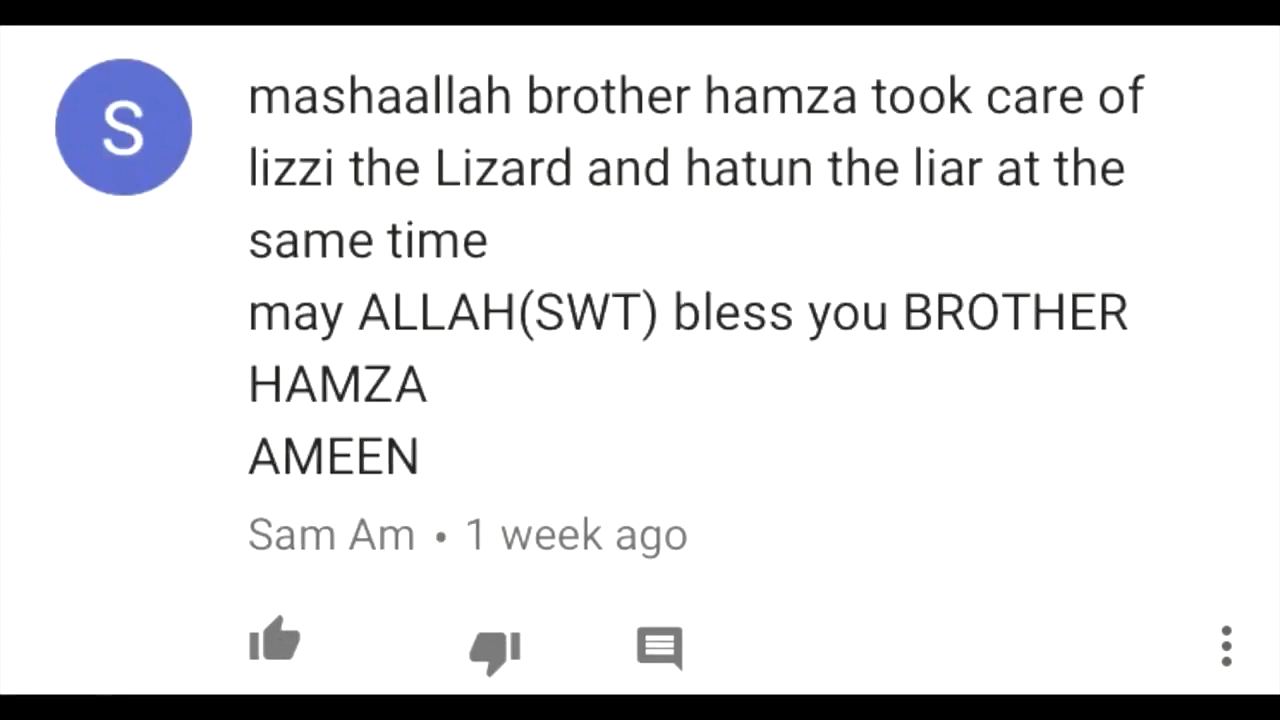 S
mashaallah brother hamza took care of
lizzi the Lizard and hatun the liar at the
same time
may ALLAH(SWT) bless you BROTHER
HAMZA
AMEEN
Sam Am • 1 week ago